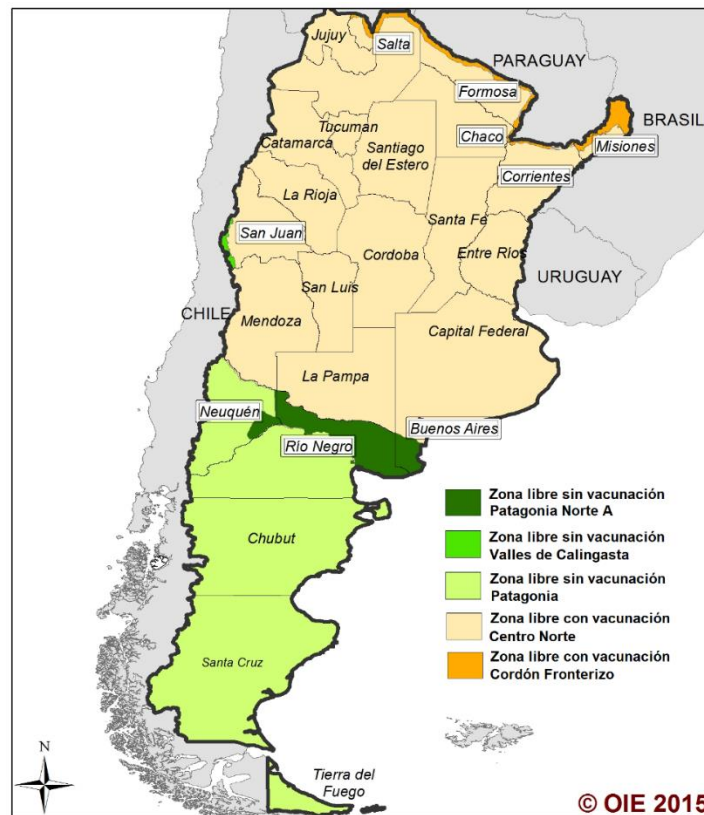 Jujuy
Salta
PARAGUAY
Formosa
BRASIL
Tucuman
Chaco
Misiones
Catamarca
Santiago
del Estero
Corrientes
La Rioja
Santa Fé
San Juan
Cordoba
Entre Ríos
San Luis
URUGUAY
CHILE
Mendoza
Capital Federal
La Pampa
Neuquén
Buenos Aires
Río Negro
Zona libre sin vacunación
Patagonia Norte A
Chubut
Zona libre sin vacunación
Valles de Calingasta
Zona libre sin vacunación
Patagonia
Zona libre con vacunación
Centro Norte
Santa Cruz
Zona libre con vacunación
Cordón Fronterizo
N
Tierra del
Fuego
© OIE 2015